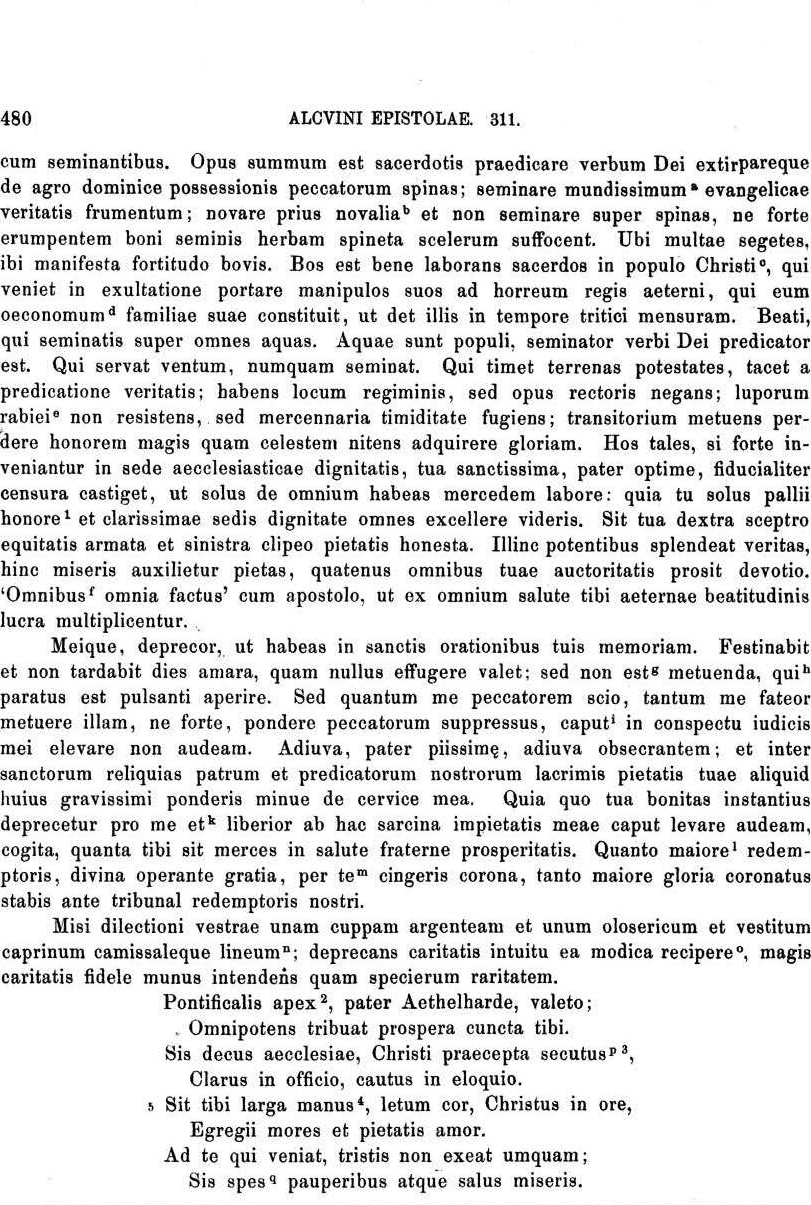 480 ALCVINI EPISTOLAE. 311.
cum seminantibus. Opus summum est sacerdotis praedicare verbum Dei extirpareque
de agro dominice possessionis peccatorum spinas; seminare mundissimum ᵃ evangelicae
veritatis frumentum; novare prius novalia ᵇ et non seminare super spinas, ne forte
erumpentem boni seminis herbam spineta scelerum suffocent. Ubi multae segetes,
ibi manifesta fortitudo bovis. Bos est bene laborans sacerdos in populo Christi ᶜ, qui
veniet in exultatione portare manipulos suos ad horreum regis aeterni, qui eum
oeconomum ᵈ familiae suae constituit, ut det illis in tempore tritici mensuram. Beati,
qui seminatis super omnes aquas. Aquae sunt populi, seminator verbi Dei predicator
est. Qui servat ventum, numquam seminat. Qui timet terrenas potestates, tacet a
predicatione veritatis; habens locum regiminis, sed opus rectoris negans; luporum
rabiei ᵉ non resistens, sed mercennaria timiditate fugiens; transitorium metuens per-
dere honorem magis quam celestem nitens adquirere gloriam. Hos tales, si forte in-
veniantur in sede aecclesiasticae dignitatis, tua sanctissima, pater optime, fiducialiter
censura castiget, ut solus de omnium habeas mercedem labore: quia tu solus pallii
honore ¹ et clarissimae sedis dignitate omnes excellere videris. Sit tua dextra sceptro
equitatis armata et sinistra clipeo pietatis honesta. Illinc potentibus splendeat veritas,
hinc miseris auxilietur pietas, quatenus omnibus tuae auctoritatis prosit devotio.
‘Omnibus ᶠ omnia factus’ cum apostolo, ut ex omnium salute tibi aeternae beatitudinis
lucra multiplicentur.
Meique, deprecor, ut habeas in sanctis orationibus tuis memoriam. Festinabit
et non tardabit dies amara, quam nullus effugere valet; sed non est ᵍ metuenda, qui ʰ
paratus est pulsanti aperire. Sed quantum me peccatorem scio, tantum me fateor
metuere illam, ne forte, pondere peccatorum suppressus, caput ⁱ in conspectu iudicis
mei elevare non audeam. Adiuva, pater piissimę, adiuva obsecrantem; et inter
sanctorum reliquias patrum et predicatorum nostrorum lacrimis pietatis tuae aliquid
huius gravissimi ponderis minue de cervice mea. Quia quo tua bonitas instantius
deprecetur pro me et ᵏ liberior ab hac sarcina impietatis meae caput levare audeam,
cogita, quanta tibi sit merces in salute fraterne prosperitatis. Quanto maiore ˡ redem-
ptoris, divina operante gratia, per te ᵐ cingeris corona, tanto maiore gloria coronatus
stabis ante tribunal redemptoris nostri.
Misi dilectioni vestrae unam cuppam argenteam et unum olosericum et vestitum
caprinum camissaleque lineum ⁿ; deprecans caritatis intuitu ea modica recipere ᵒ, magis
caritatis fidele munus intendens quam specierum raritatem.
Pontificalis apex ², pater Aethelharde, valeto;
Omnipotens tribuat prospera cuncta tibi.
Sis decus aecclesiae, Christi praecepta secutus ᵖ ³,
Clarus in officio, cautus in eloquio.
5 Sit tibi larga manus ⁴, letum cor, Christus in ore,
Egregii mores et pietatis amor.
Ad te qui veniat, tristis non exeat umquam;
Sis spes q pauperibus atque salus miseris.